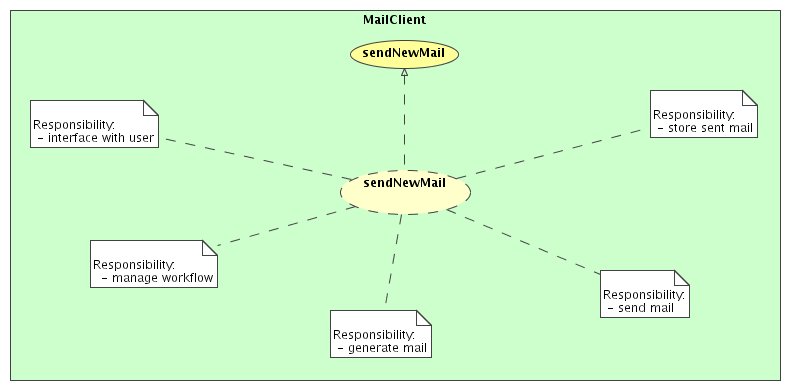 MailClient
sendNewMail
Responsibility:
- interface with user
Responsibility:
- store sent mail
sendNewMail
Responsibility:
- manage workflow
Responsibility:
- send mail
Responsibility:
- generate mail